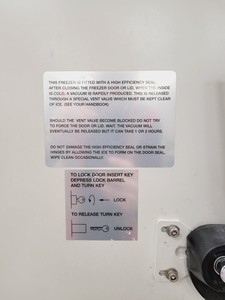 THIS FREEZER IS FITTED WITH A HIGH EFFICIENCY SEAL.
AFTER CLOSING THE FREEZER DOOR OR LID, WHEN THE INSIDE
IS COLD, A VACUUM IS RAPIDLY PRODUCED. THIS IS RELEASED
THROUGH A SPECIAL VENT VALVE WHICH MUST BE KEPT CLEAR
OF ICE. (SEE YOUR HANDBOOK)
SHOULD THE VENT VALVE BECOME BLOCKED DO NOT TRY
TO FORCE THE DOOR OR LID. WAIT, THE VACUUM WILL
EVENTUALLY BE RELEASED BUT IT CAN TAKE 1 OR 2 HOURS.
DO NOT DAMAGE THE HIGH EFFICIENCY SEAL OR STRAIN THE
HINGES BY ALLOWING THE ICE TO FORM ON THE DOOR SEAL.
WIPE CLEAN OCCASIONALLY.
TO LOCK DOOR INSERT KEY
DEPRESS LOCK BARREL
AND TURN KEY
LOCK
TO RELEASE TURN KEY
UNLOCK